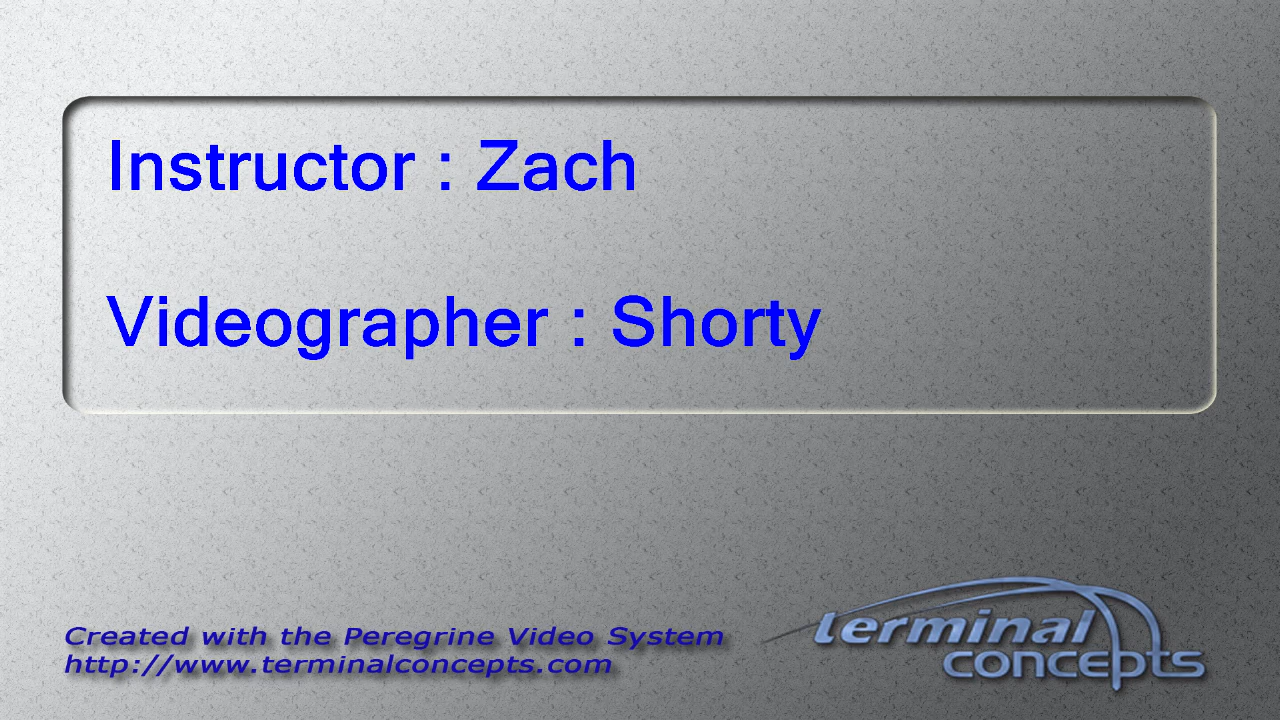 Instructor : Zach
Videographer : Shorty
Created with the Peregrine Video System
http://www.terminalconcepts.com
terminal
concepts